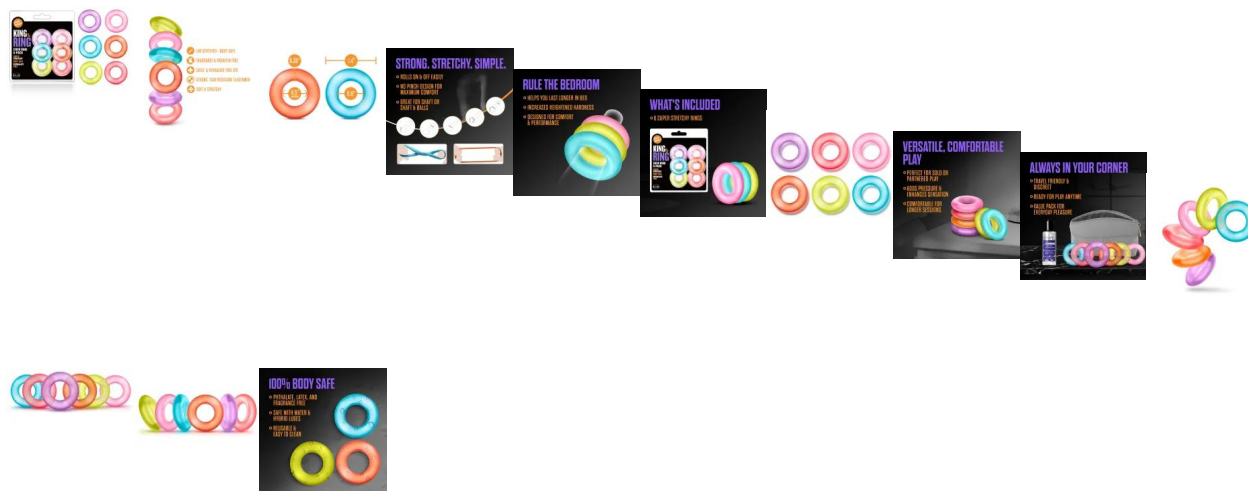 KING
RING
STRONG. STRETCHY. SIMPLE.
ROLLS ON & OFF EASILY
NO PINCH DESIGN FOR
MAXIMUM COMFORT
GREAT FOR SHAFT OR
SHAFT & BALLS
RULE THE BEDROOM
HELPS YOU LAST LONGER IN BED
INCREASES HEIGHTENED HARDNESS
DESIGNED FOR COMFORT
& PERFORMANCE
WHAT'S INCLUDED
6 SUPER STRETCHY RINGS
KING
RING
VERSATILE, COMFORTABLE
PLAY
PERFECT FOR SOLO OR
PARTNERED PLAY
GOOD PRESSURE &
ENHANCES SENSATION
COMFORTABLE FOR
LONGER SESSIONS
ALWAYS IN YOUR CORNER
TRAVEL FRIENDLY &
DISCREET
READY FOR PLAY ANYTIME
VALUE PACK FOR
EVERYDAY PLEASURE
100% BODY SAFE
PHTHALATE, LATEX, AND
FRAGRANCE FREE
SAFE WITH WATER &
HYBRID LUBES
REUSABLE &
EASY TO CLEAN